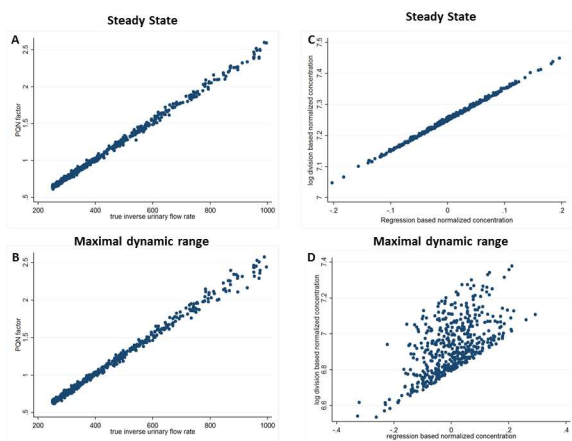 Steady State
A
PQN factor
2.5
2
1.5
1
.5
200
400
600
800
1000
true inverse urinary flow rate
Steady State
C
log division based normalized concentration
7.5
7.4
7.3
7.2
7.1
7
-.2
-.1
0
.1
.2
Regression based normalized concentration
Maximal dynamic range
B
PQN factor
2.5
2
1.5
1
.5
200
400
600
800
1000
true inverse urinary flow rate
Maximal dynamic range
D
log division based normalized concentration
7.4
7.2
7
6.8
6.6
-.4
-.2
0
.2
.4
regression based normalized concentration